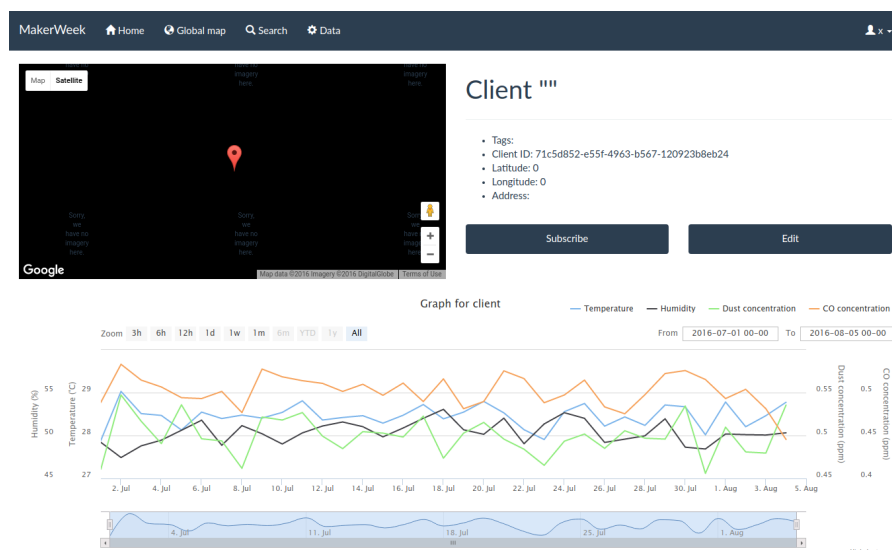 MakerWeek Home Global map Search Data x
Map Satellite
have no
imagery
here.
have no
imagery
here.
have no
imagery
here.
Sorry,
we
have no
imagery
here.
Sorry,
we
have no
imagery
here.
Google
Map data ©2016 Imagery ©2016 DigitalGlobe Terms of Use
Client ""
Tags:
Client ID: 71c5d852-e55f-4963-b567-120923b8eb24
Latitude: 0
Longitude: 0
Address:
Subscribe Edit
Graph for client
Temperature Humidity Dust concentration CO concentration
Zoom 3h 6h 12h 1d 1w 1m 6m YTD 1y All
From 2016-07-01 00-00 To 2016-08-05 00-00
Humidity (%)
55
50
45
Temperature (°C)
29
28
27
Dust concentration (ppm)
0.55
0.5
0.45
CO concentration (ppm)
0.5
0.45
0.4
2. Jul 4. Jul 6. Jul 8. Jul 10. Jul 12. Jul 14. Jul 16. Jul 18. Jul 20. Jul 22. Jul 24. Jul 26. Jul 28. Jul 30. Jul 1. Aug 3. Aug 5. Aug
4. Jul 11. Jul 18. Jul 25. Jul 1. Aug